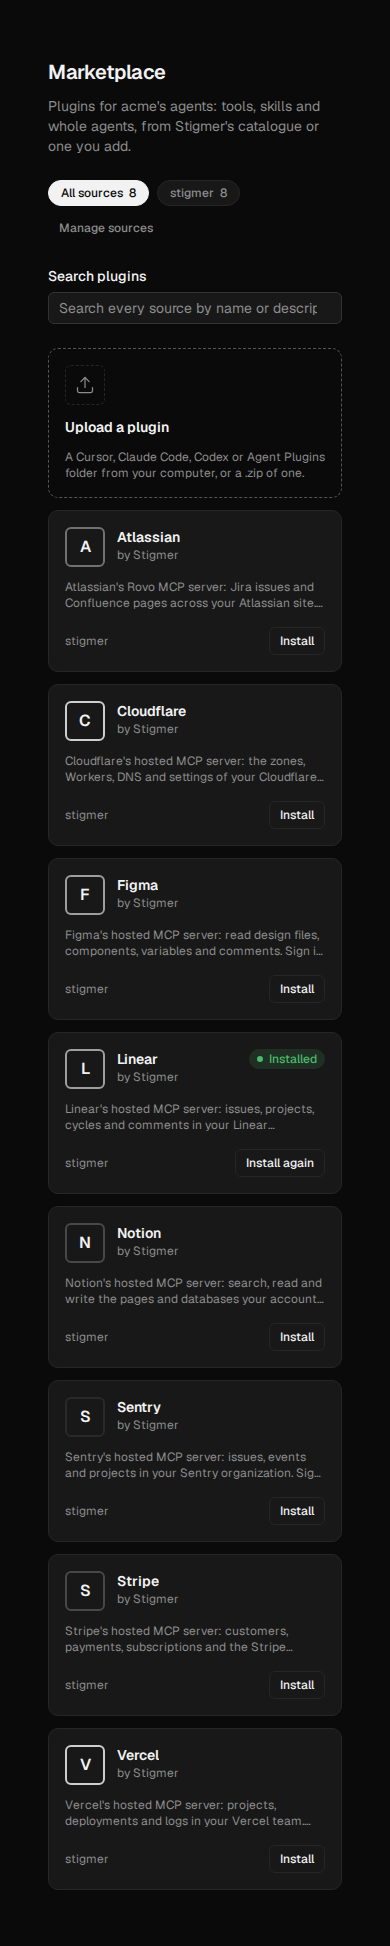 Marketplace
Plugins for acme's agents: tools, skills and
whole agents, from Stigmer's catalogue or
one you add.
All sources 8
stigmer 8
Manage sources
Search plugins
Search every source by name or descrip
Upload a plugin
A Cursor, Claude Code, Codex or Agent Plugins
folder from your computer, or a .zip of one.
A
Atlassian
by Stigmer
Atlassian's Rovo MCP server: Jira issues and
Confluence pages across your Atlassian site....
stigmer
Install
C
Cloudflare
by Stigmer
Cloudflare's hosted MCP server: the zones,
Workers, DNS and settings of your Cloudflare...
stigmer
Install
F
Figma
by Stigmer
Figma's hosted MCP server: read design files,
components, variables and comments. Sign i...
stigmer
Install
L
Linear
Installed
by Stigmer
Linear's hosted MCP server: issues, projects,
cycles and comments in your Linear...
stigmer
Install again
N
Notion
by Stigmer
Notion's hosted MCP server: search, read and
write the pages and databases your account...
stigmer
Install
S
Sentry
by Stigmer
Sentry's hosted MCP server: issues, events
and projects in your Sentry organization. Sig...
stigmer
Install
S
Stripe
by Stigmer
Stripe's hosted MCP server: customers,
payments, subscriptions and the Stripe...
stigmer
Install
V
Vercel
by Stigmer
Vercel's hosted MCP server: projects,
deployments and logs in your Vercel team....
stigmer
Install